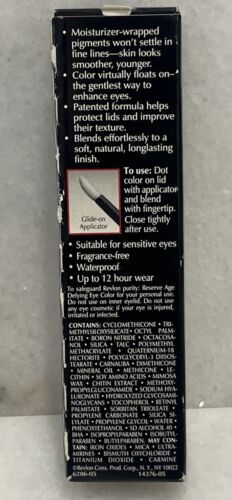 • Moisturizer-wrapped
pigments won't settle in
fine lines—skin looks
smoother, younger.
• Color virtually floats on-
the gentlest way to
enhance eyes.
• Patented formula helps
protect lids and improve
their texture.
• Blends effortlessly to a
soft, natural, longlasting
finish.
To use: Dot
color on lid
with applicator
and blend
with fingertip.
Close tightly
after use.
Glide-on
Applicator
• Suitable for sensitive eyes
• Fragrance-free
• Waterproof
• Up to 12 hour wear
To safeguard Revlon purity: Reserve Age
Defying Eye Color for your personal use.
Do not use on inner eyelid. Do not use
any eye cosmetic if your eye is injured,
irritated or infected.
CONTAINS: CYCLOMETHICONE • TRI-
METHYLSILOXYSILICATE • OCTYL PALM-
ITATE • BORON NITRIDE • OCTACOSA-
NOL • SILICA • TALC • POLYMETHYL
METHACRYLATE • QUATERNIUM-18
HECTORITE • POLYGLYCERYL-3 DIISOS-
TEARATE • CARNAUBA • DIMETHICONE
• MINERAL OIL • METHICONE • LE-
CITHIN • SOY AMINO ACIDS • MIMOSA
WAX • CHITIN EXTRACT • METHOXY-
PROPYLGLUCONAMIDE • SODIUM HYA-
LURONATE • HYDROLYZED GLYCOSAMI-
NOGLYCANS • TOCOPHEROL • RETINYL
PALMITATE • SORBITAN TRIOLEATE •
PROPYLENE CARBONATE • SILICA SI-
LYLATE • PROPYLENE GLYCOL • WATER •
PHENOXYETHANOL • SD ALCOHOL 40 •
BHA • ISOPROPYLPARABEN • ISOBUTYL-
PARABEN • BUTYLPARABEN. MAY CON-
TAIN: IRON OXIDES • MICA • ULTRA-
MARINES • BISMUTH OXYCHLORIDE •
TITANIUM DIOXIDE • CARMINE
©Revlon Cons. Prod. Corp., N.Y., NY 10022
6286-05 14376-05